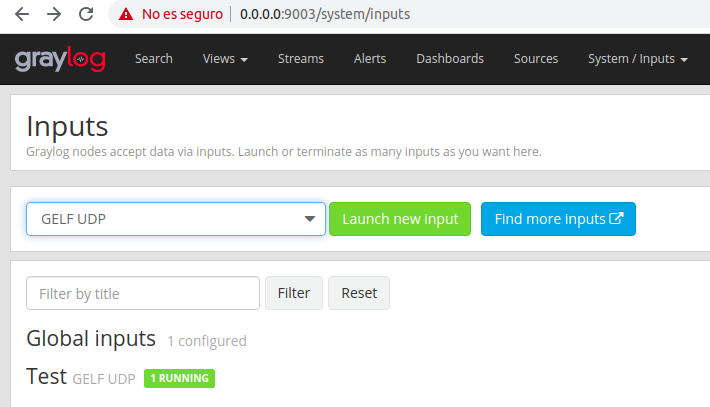 No es seguro | 0.0.0.0:9003/system/inputs
graylog Search Views Streams Alerts Dashboards Sources System / Inputs
Inputs
Graylog nodes accept data via inputs. Launch or terminate as many inputs as you want here.
GELF UDP Launch new input Find more inputs
Filter by title Filter Reset
Global inputs 1 configured
Test GELF UDP 1 RUNNING